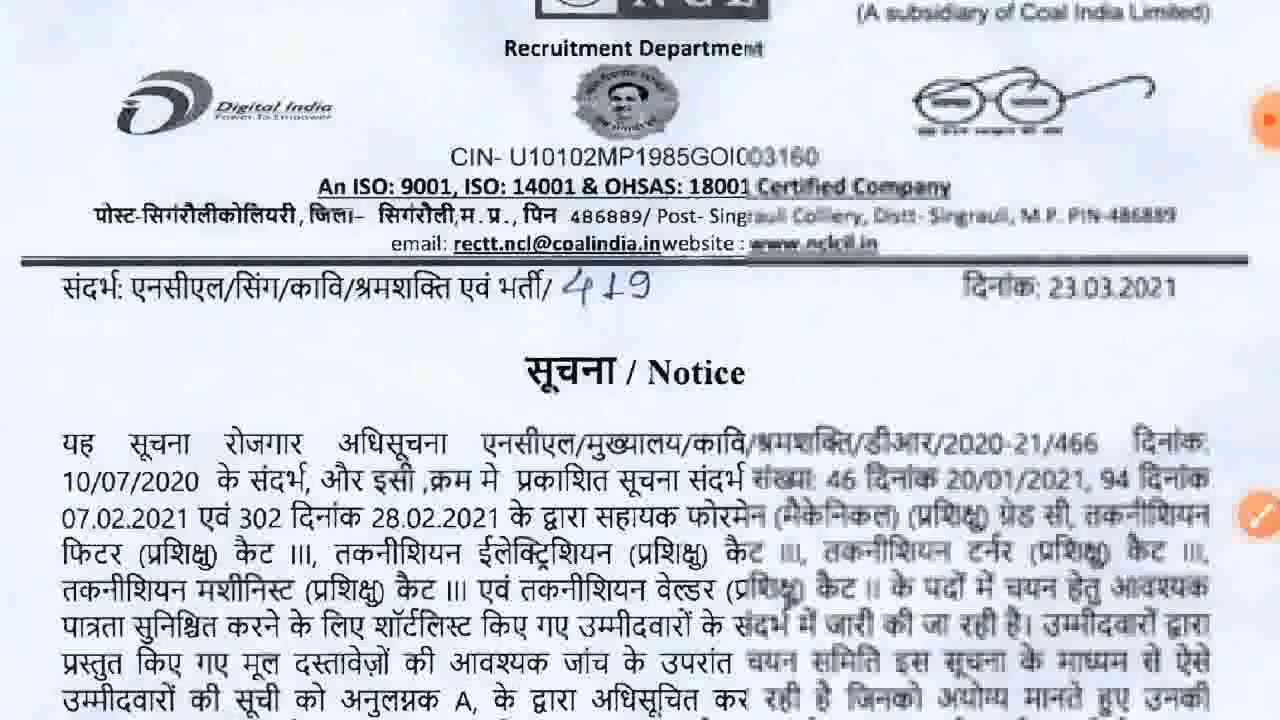 NCL
(A subsidiary of Coal India Limited)
Recruitment Department
Digital India
Power To Empower
CIN- U10102MP1985GOI003160
An ISO: 9001, ISO: 14001 & OHSAS: 18001 Certified Company
पोस्ट-सिगंरौलीकोलियरी, जिला– सिगंरौली,म.प्र., पिन 486889/ Post- Singrauli Colliery, Distt- Singrauli, M.P. PIN-486889
email: rectt.ncl@coalindia.inwebsite : www.nclcil.in
संदर्भ: एनसीएल/सिंग/कावि/श्रमशक्ति एवं भर्ती/ 419
दिनांक: 23.03.2021
सूचना / Notice
यह सूचना रोजगार अधिसूचना एनसीएल/मुख्यालय/कावि/श्रमशक्ति/डीआर/2020-21/466 दिनांक:
10/07/2020 के संदर्भ, और इसी ,क्रम मे प्रकाशित सूचना संदर्भ संख्या: 46 दिनांक 20/01/2021, 94 दिनांक
07.02.2021 एवं 302 दिनांक 28.02.2021 के द्वारा सहायक फोरमेन (मैकेनिकल) (प्रशिक्षु) ग्रेड सी, तकनीशियन
फिटर (प्रशिक्षु) कैट III, तकनीशियन ईलेक्ट्रिशियन (प्रशिक्षु) कैट III, तकनीशियन टर्नर (प्रशिक्षु) कैट III,
तकनीशियन मशीनिस्ट (प्रशिक्षु) कैट III एवं तकनीशियन वेल्डर (प्रशिक्षु) कैट II के पदों में चयन हेतु आवश्यक
पात्रता सुनिश्चित करने के लिए शॉर्टलिस्ट किए गए उम्मीदवारों के संदर्भ में जारी की जा रही है। उम्मीदवारों द्वारा
प्रस्तुत किए गए मूल दस्तावेज़ों की आवश्यक जांच के उपरांत चयन समिति इस सूचना के माध्यम से ऐसे
उम्मीदवारों की सूची को अनुलग्नक A, के द्वारा अधिसूचित कर रही है जिनको अयोग्य मानते हुए उनकी